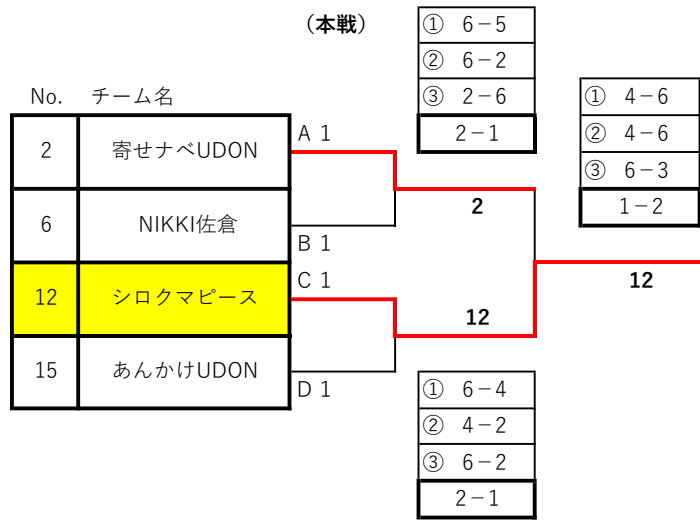 （本戦）
① 6－5
② 6－2
③ 2－6
2－1
① 4－6
② 4－6
③ 6－3
1－2
No. チーム名
2 寄せナベUDON
A 1
6 NIKKI佐倉
B 1
2
12 シロクマピース
C 1
12
12
15 あんかけUDON
D 1
① 6－4
② 4－2
③ 6－2
2－1